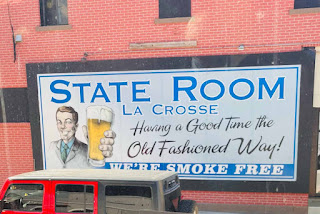 STATE ROOM
LA CROSSE
Having a Good Time the
Old Fashioned Way!
WE'RE SMOKE FREE